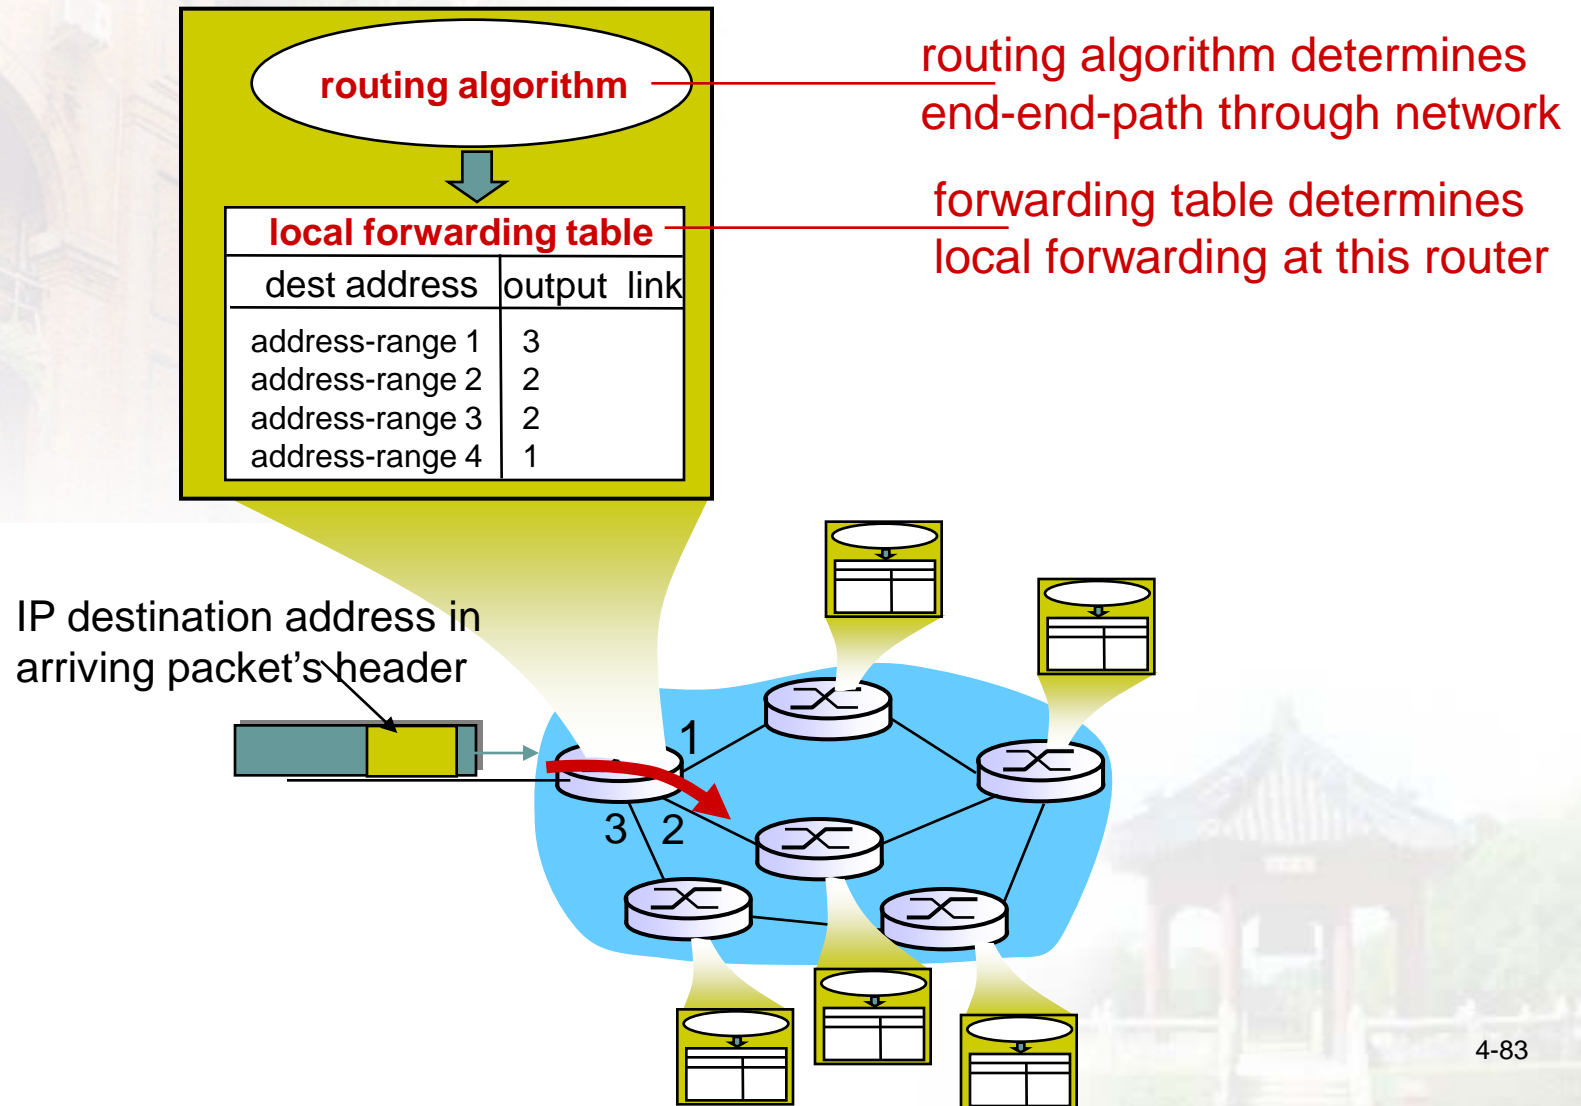 routing algorithm
routing algorithm determines
end-end-path through network
forwarding table determines
local forwarding at this router
local forwarding table
dest address output link
address-range 1 3
address-range 2 2
address-range 3 2
address-range 4 1
IP destination address in
arriving packet's header
1
3 2
4-83